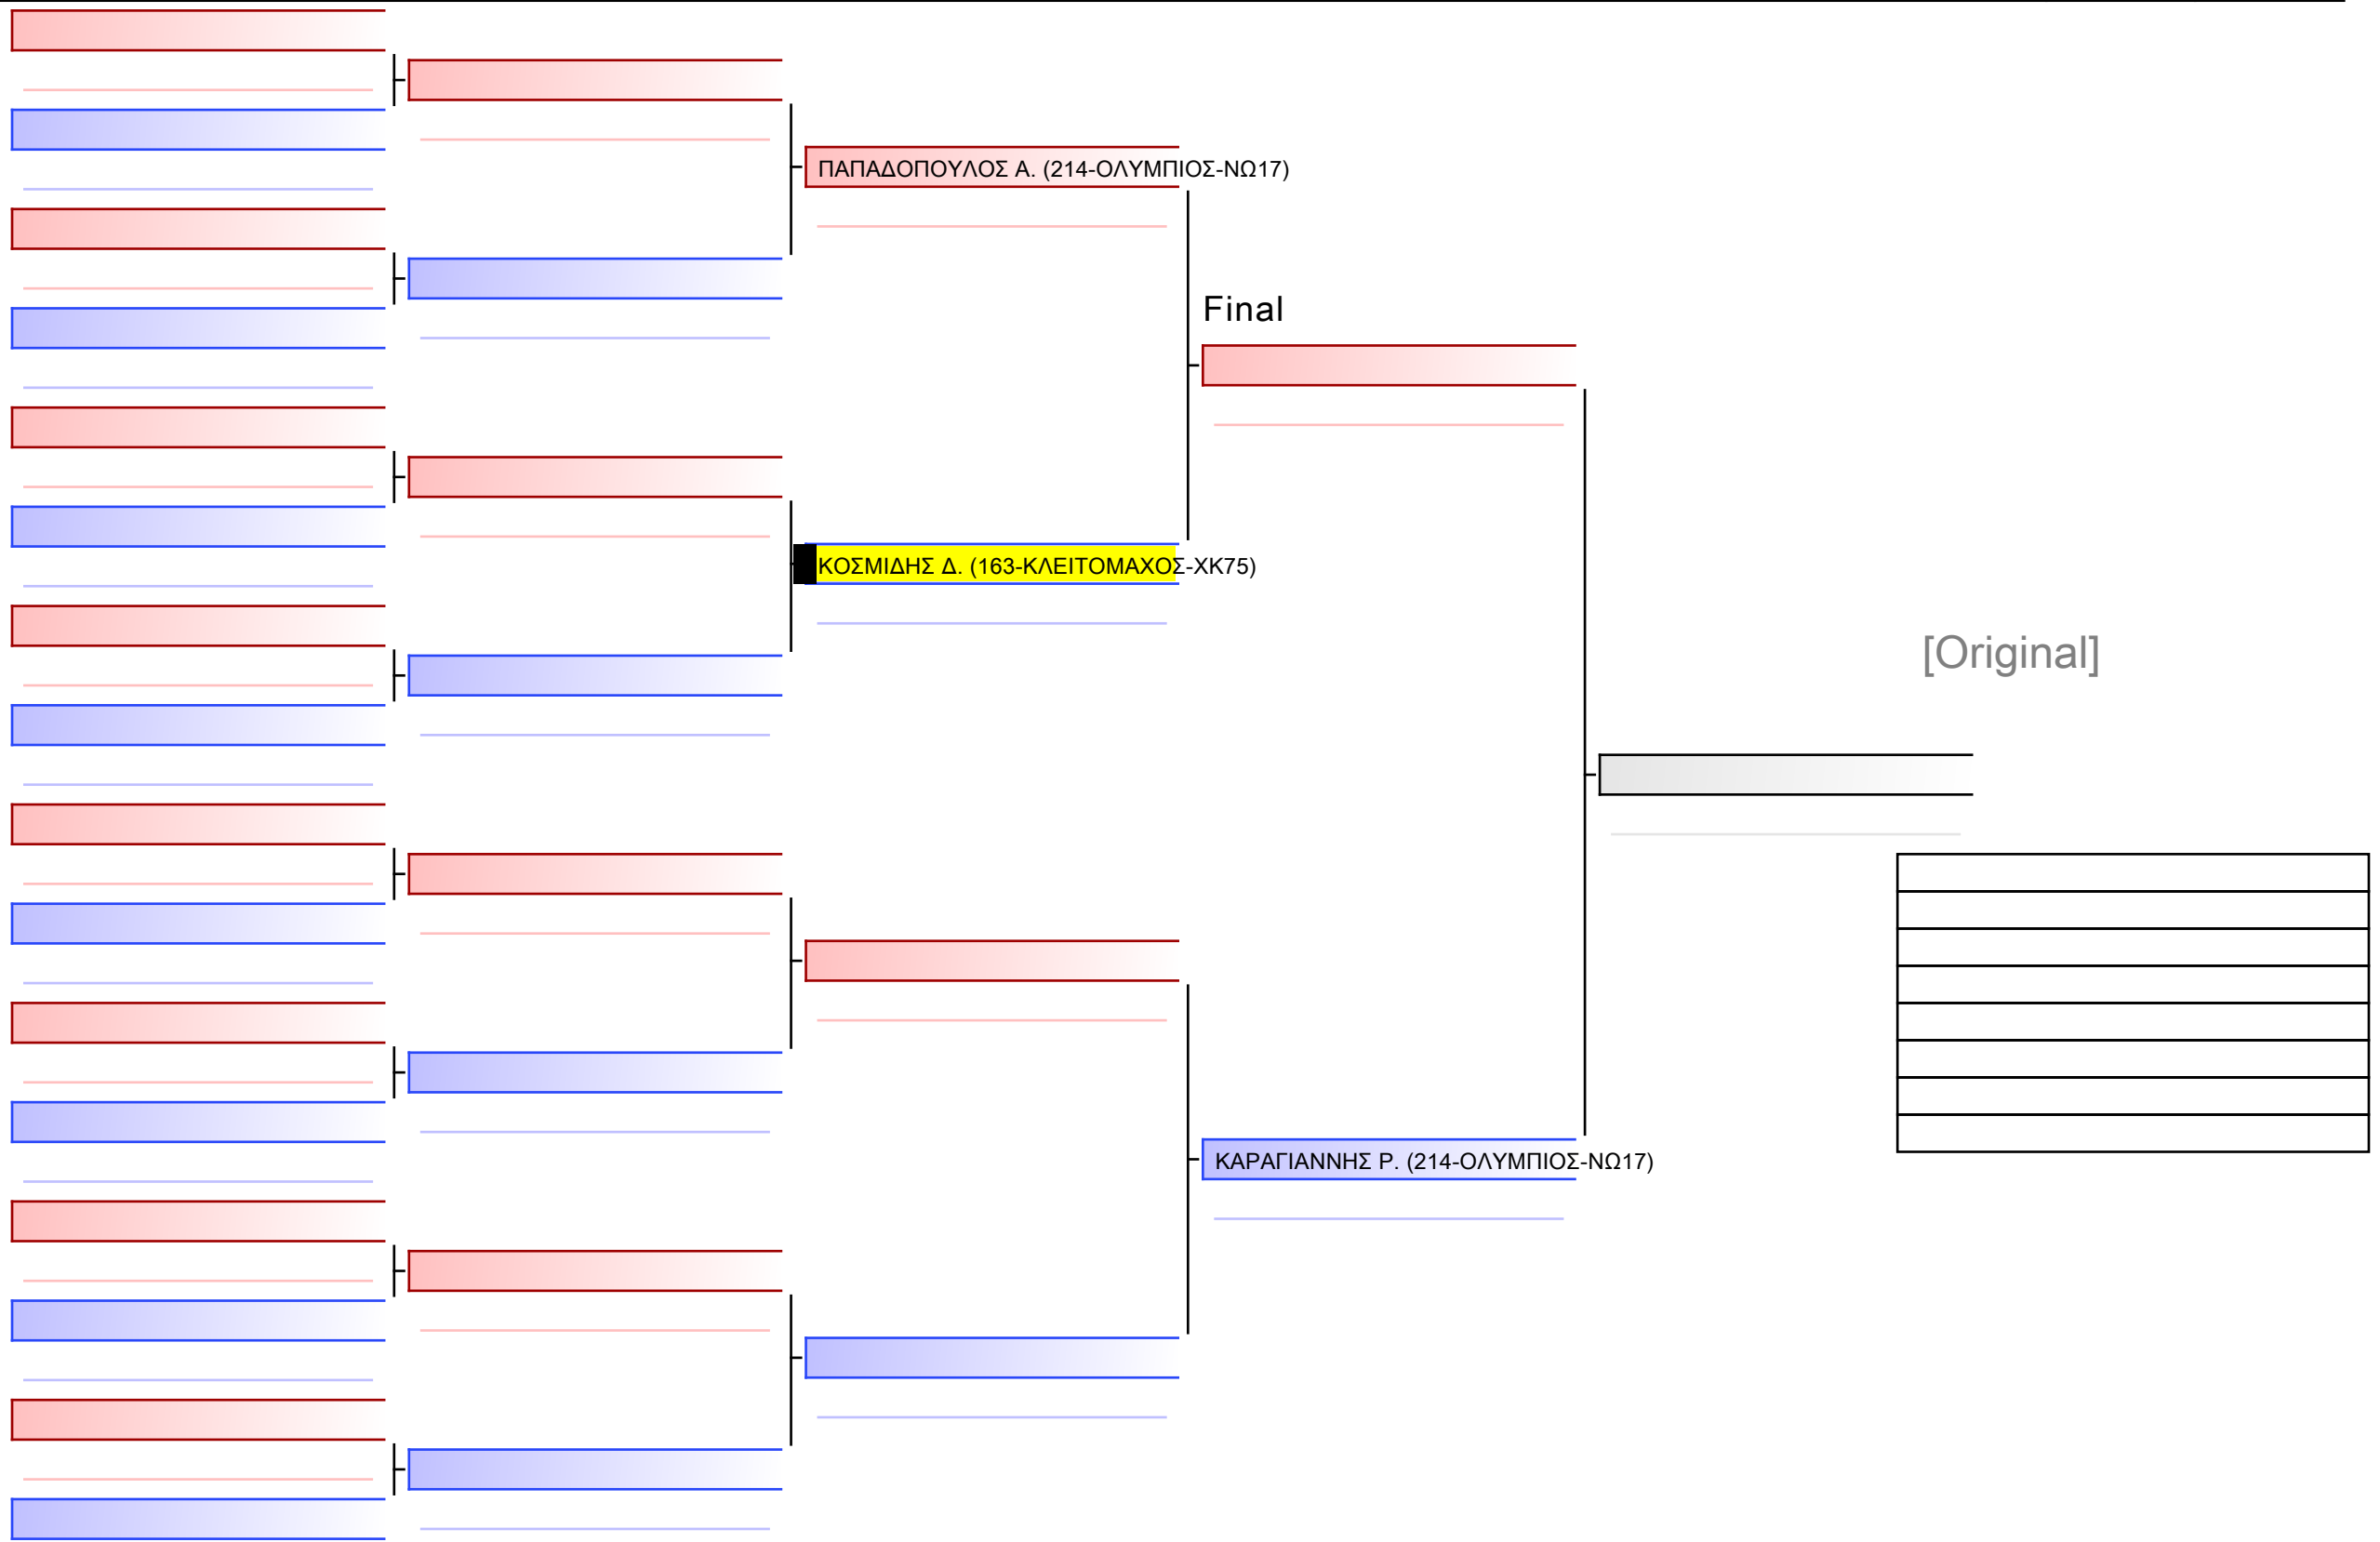 ΠΑΠΑΔΟΠΟΥΛΟΣ Α. (214-ΟΛΥΜΠΙΟΣ-ΝΩ17)
Final
ΚΟΣΜΙΔΗΣ Δ. (163-ΚΛΕΙΤΟΜΑΧΟΣ-ΧΚ75)
[Original]
ΚΑΡΑΓΙΑΝΝΗΣ Ρ. (214-ΟΛΥΜΠΙΟΣ-ΝΩ17)